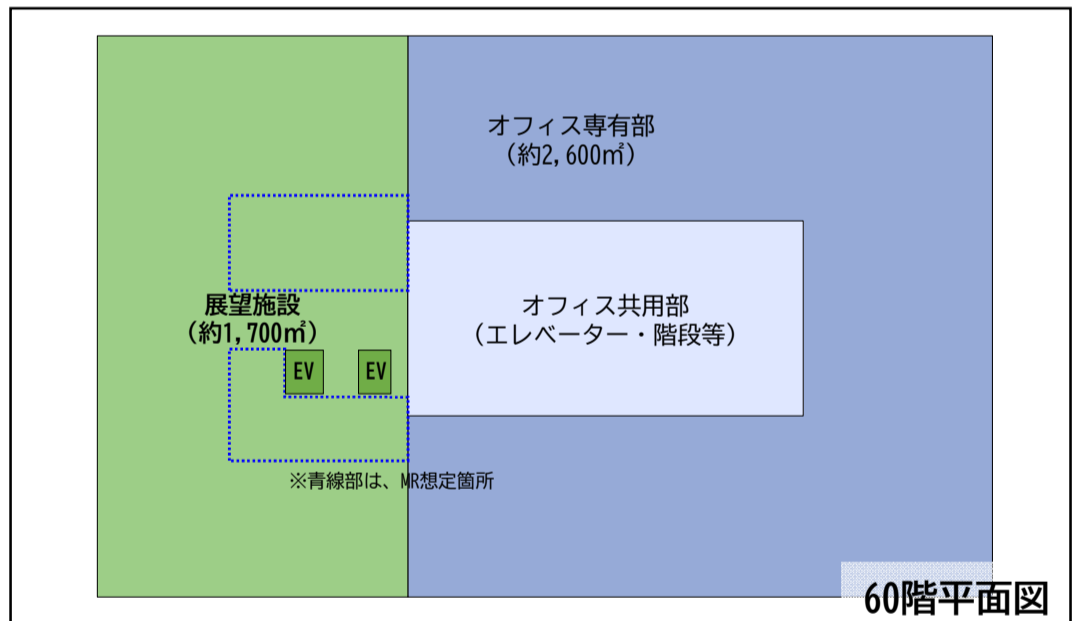 オフィス専有部
（約2,600㎡）
展望施設
（約1,700㎡）
オフィス共用部
（エレベーター・階段等）
EV
EV
※青線部は、MR想定箇所
60階平面図